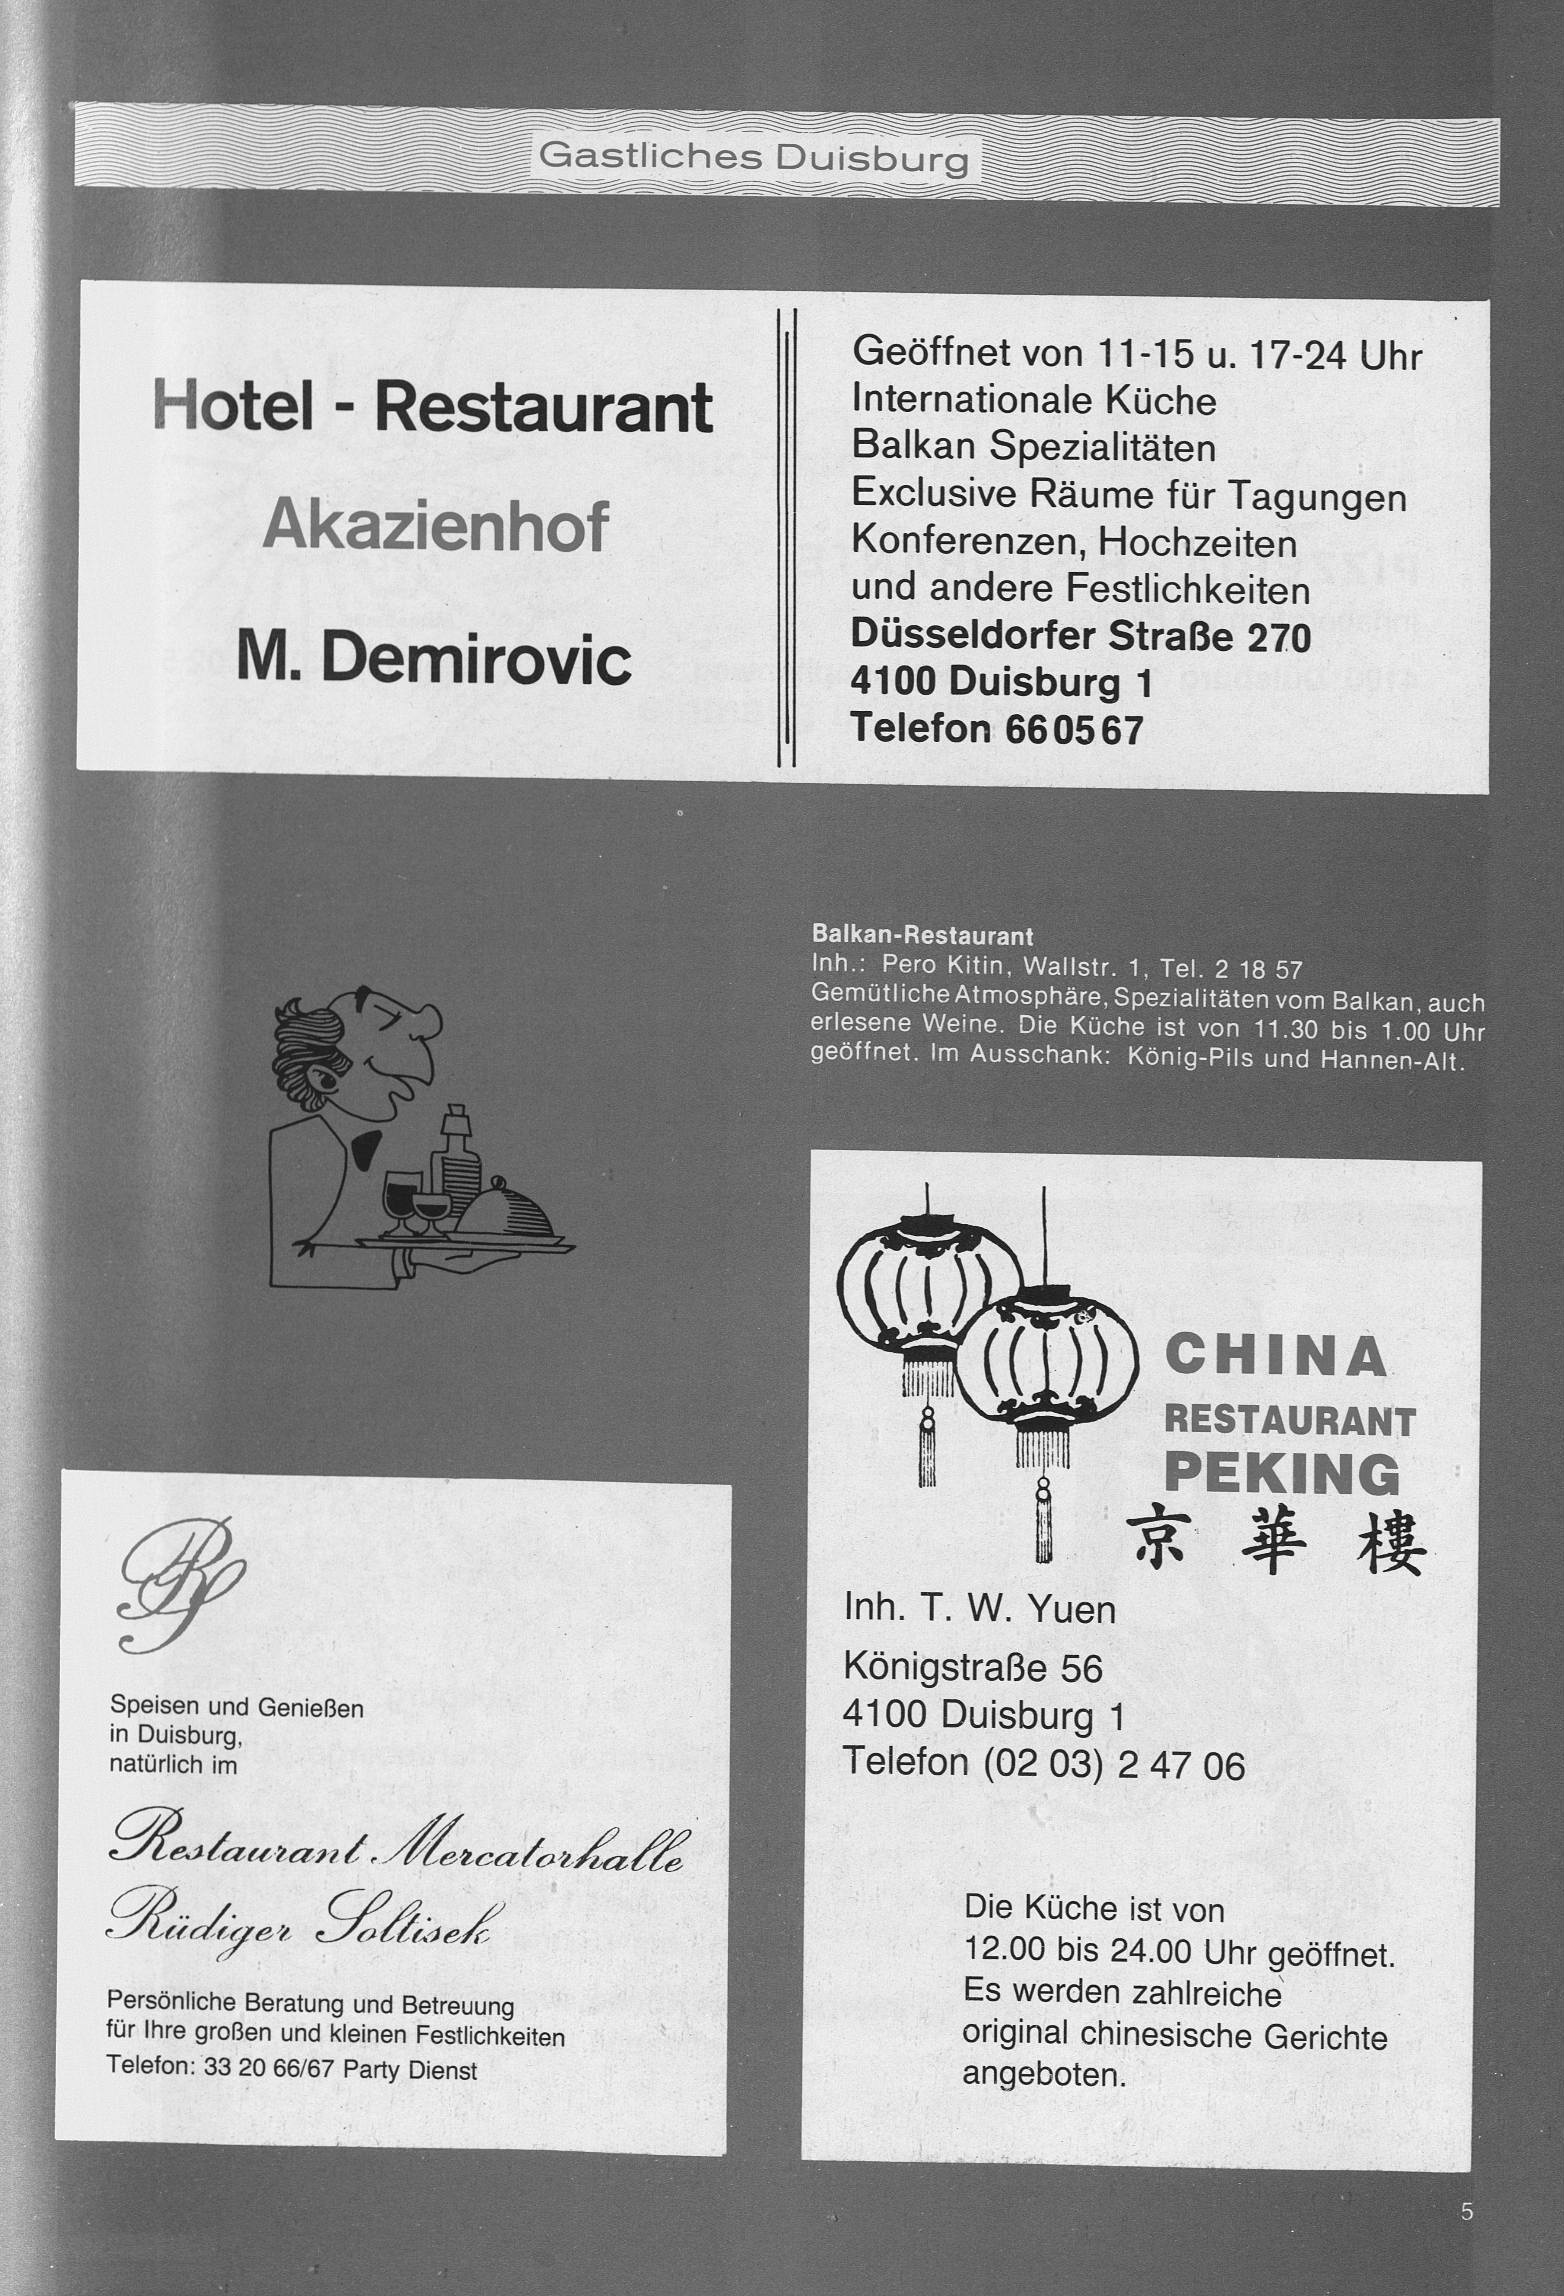 Gastliches Duisburg
Hotel - Restaurant
Akazienhof
M. Demirovic
Geöffnet von 11-15 u. 17-24 Uhr
Internationale Küche
Balkan Spezialitäten
Exclusive Räume für Tagungen
Konferenzen, Hochzeiten
und andere Festlichkeiten
Düsseldorfer Straße 270
4100 Duisburg 1
Telefon 660567
Balkan-Restaurant
Inh.: Pero Kitin, Wallstr. 1, Tel. 2 18 57
Gemütliche Atmosphäre, Spezialitäten vom Balkan, auch
erlesene Weine. Die Küche ist von 11.30 bis 1.00 Uhr
geöffnet. Im Ausschank: König-Pils und Hannen-Alt.
RS
Speisen und Genießen
in Duisburg,
natürlich im
Restaurant Mercatorhalle
Rüdiger Soltisek
Persönliche Beratung und Betreuung
für Ihre großen und kleinen Festlichkeiten
Telefon: 33 20 66/67 Party Dienst
CHINA
RESTAURANT
PEKING
京 華 樓
Inh. T. W. Yuen
Königstraße 56
4100 Duisburg 1
Telefon (02 03) 2 47 06
Die Küche ist von
12.00 bis 24.00 Uhr geöffnet.
Es werden zahlreiche
original chinesische Gerichte
angeboten.
5